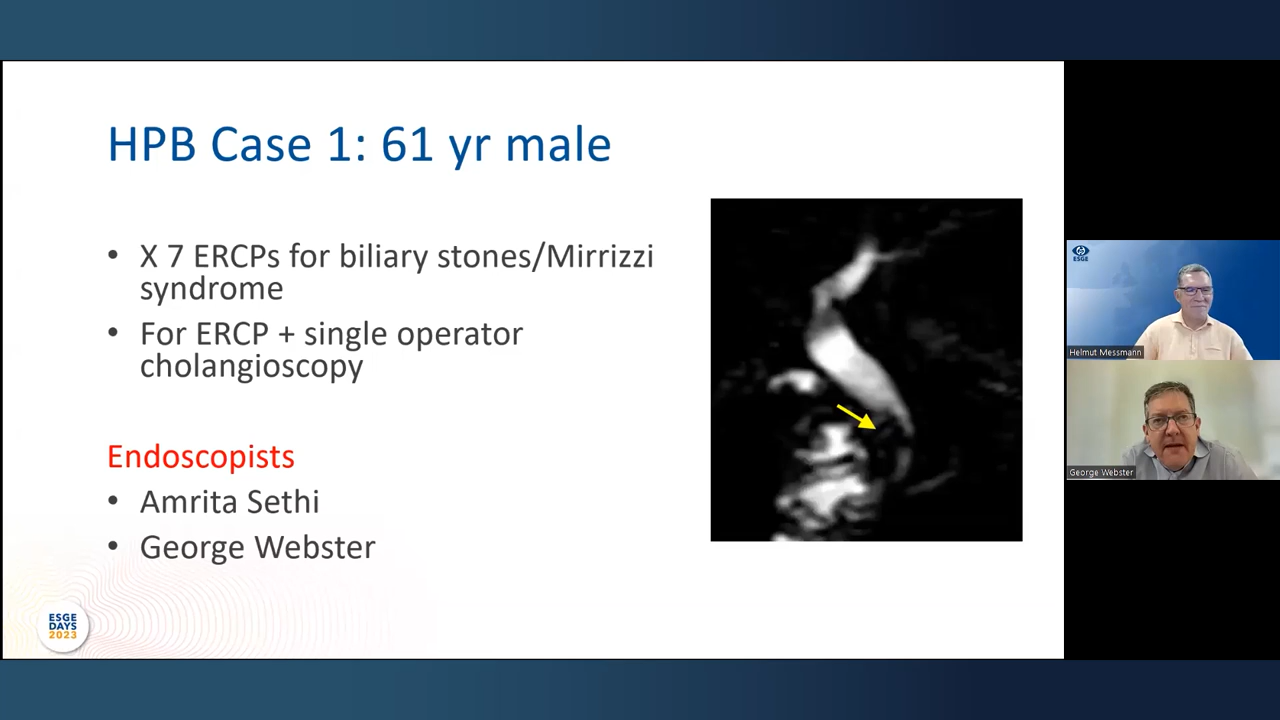 HPB Case 1: 61 yr male
• X 7 ERCPs for biliary stones/Mirrizzi
syndrome
• For ERCP + single operator
cholangioscopy
Endoscopists
• Amrita Sethi
• George Webster
ESGE
DAYS
2023
ESGE
Helmut Messmann
George Webster